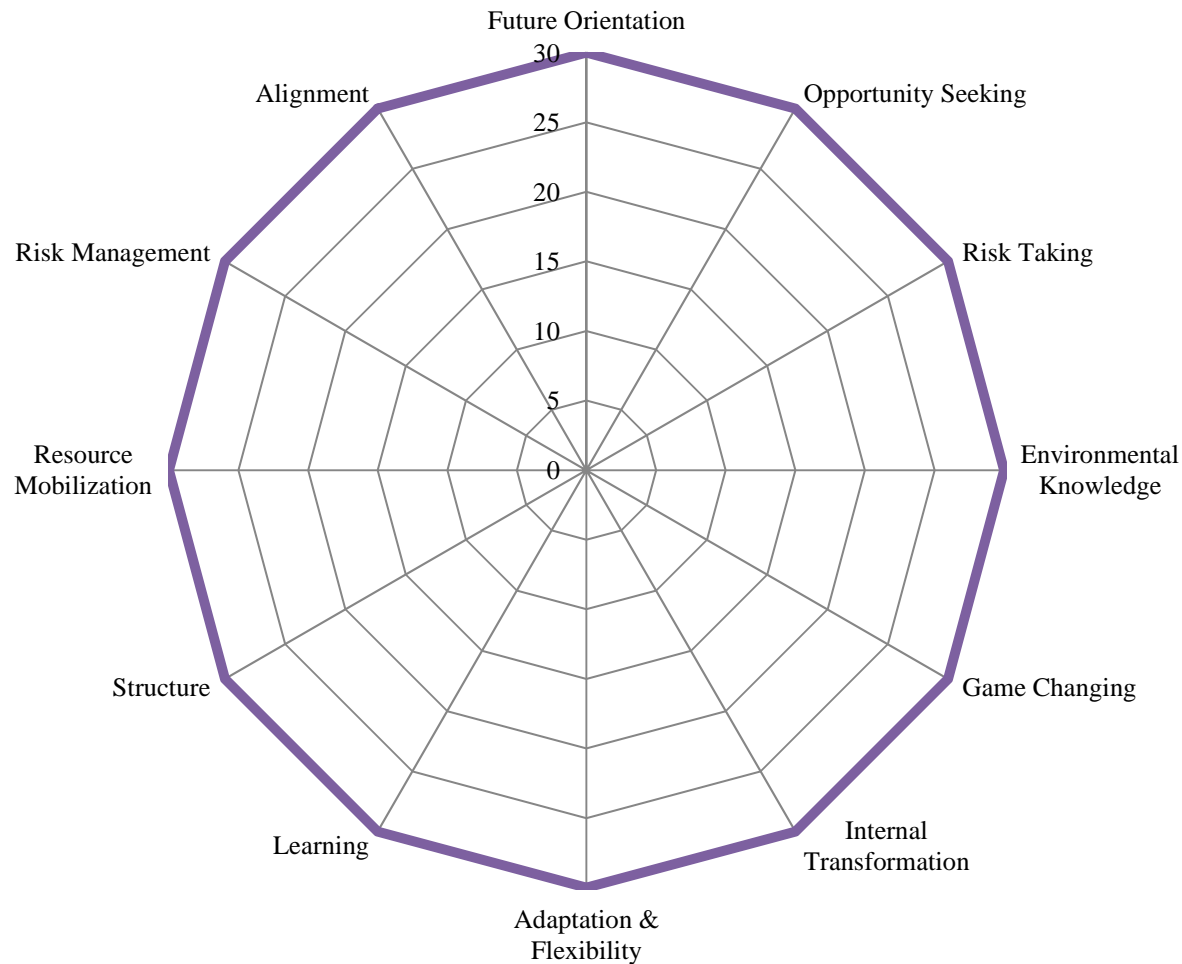 Future Orientation
30
Alignment
Opportunity Seeking
25
20
Risk Management
Risk Taking
15
10
5
Resource
Mobilization
0
Environmental
Knowledge
Structure
Game Changing
Learning
Internal
Transformation
Adaptation &
Flexibility